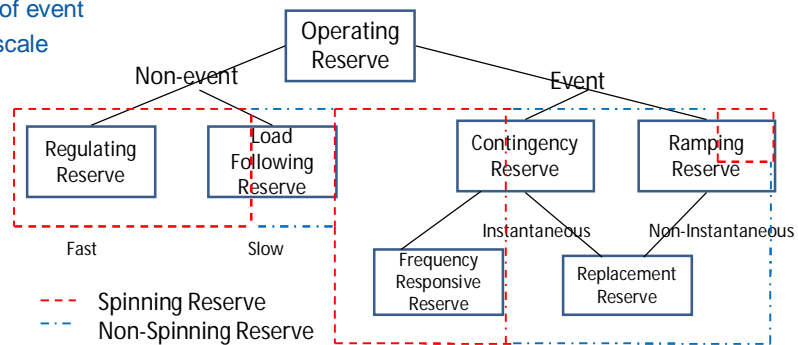 of event
scale
Operating
Reserve
Non-event
Event
Regulating
Reserve
Load
Following
Reserve
Contingency
Reserve
Ramping
Reserve
Fast
Slow
Instantaneous
Non-Instantaneous
Frequency
Responsive
Reserve
Replacement
Reserve
Spinning Reserve
Non-Spinning Reserve